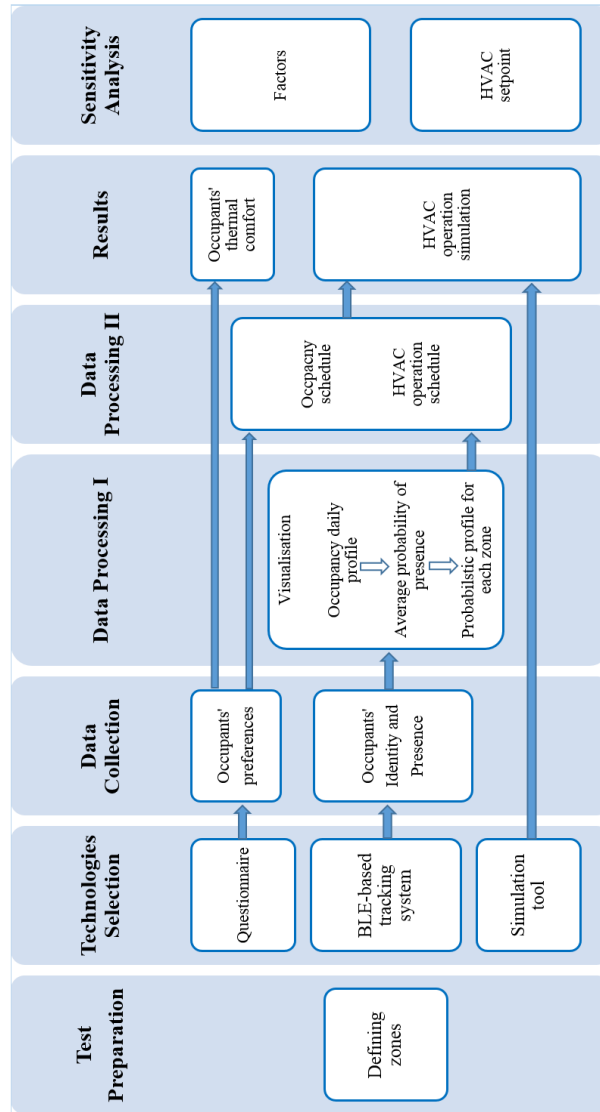 Test
Preparation
Defining
zones
Technologies
Selection
Questionnaire
BLE-based
tracking
system
Simulation
tool
Data
Collection
Occupants'
preferences
Occupants'
Identity and
Presence
Data Processing I
Visualisation
Occupancy daily
profile
Average probability of
presence
Probabilstic profile for
each zone
Data
Processing II
Occpacny
schedule
HVAC
operation
schedule
Results
Occupants'
thermal
comfort
HVAC
operation
simulation
Sensitivity
Analysis
Factors
HVAC
setpoint